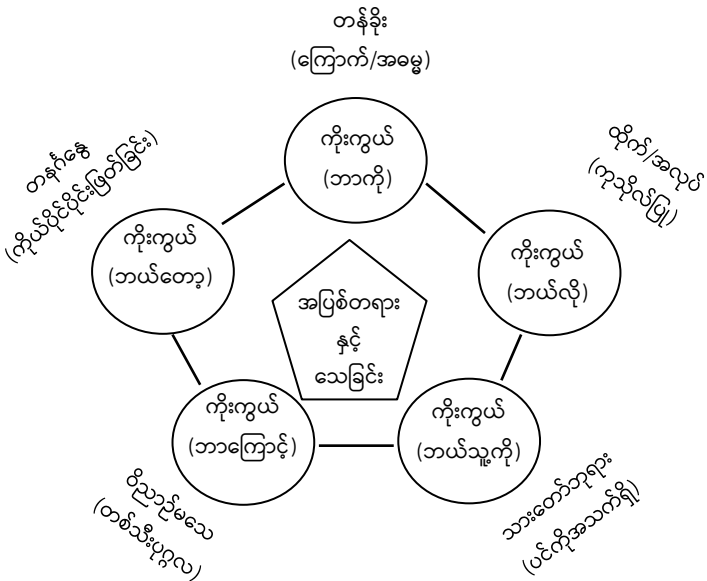 တန်ခိုး
(ကြောက်/အဓမ္မ)
ကိုးကွယ်
(ဘာကို)
တနင်္ဂနွေ
(ကိုယ်ပိုင်ပိုင်းဖြတ်ခြင်း)
ထိုက်/အလုပ်
(ကုသိုလ်ပြု)
ကိုးကွယ်
(ဘယ်တော့)
ကိုးကွယ်
(ဘယ်လို)
အပြစ်တရား
နှင့်
သေခြင်း
ကိုးကွယ်
(ဘာကြောင့်)
ကိုးကွယ်
(ဘယ်သူ့ကို)
ဝိညာဉ်မသေ
(တစ်သီးပုဂ္ဂလ)
သားတော်ဘုရား
(ပင်ကိုအသက်ရှိ)